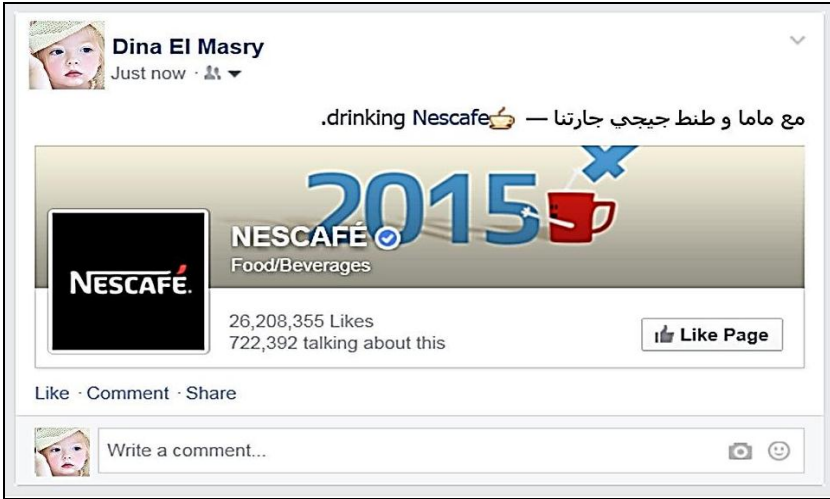 Dina El Masry
Just now
مع ماما و طنط جيجي جارتنا — drinking Nescafe.
2015
NESCAFÉ
Food/Beverages
NESCAFÉ.
26,208,355 Likes
722,392 talking about this
Like Page
Like · Comment · Share
Write a comment...